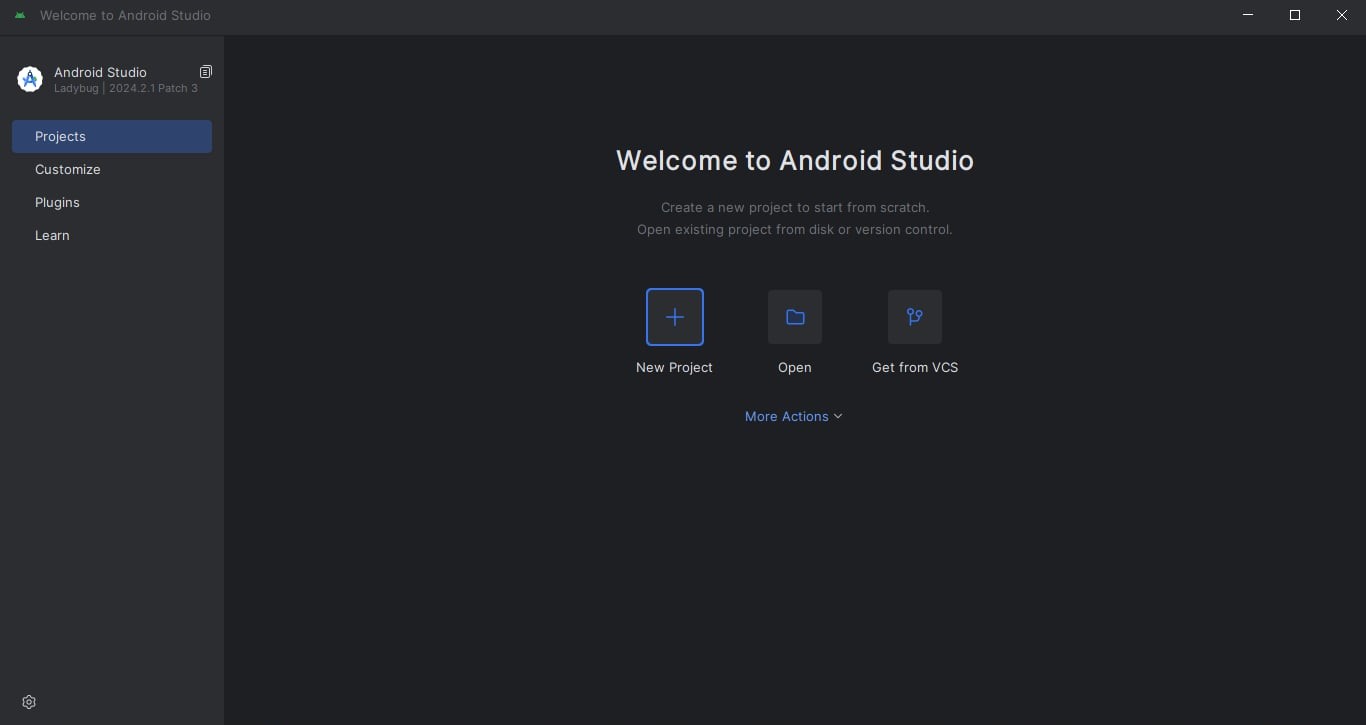 Welcome to Android Studio
Android Studio
Ladybug | 2024.2.1 Patch 3
Projects
Customize
Plugins
Learn
Welcome to Android Studio
Create a new project to start from scratch.
Open existing project from disk or version control.
New Project
Open
Get from VCS
More Actions